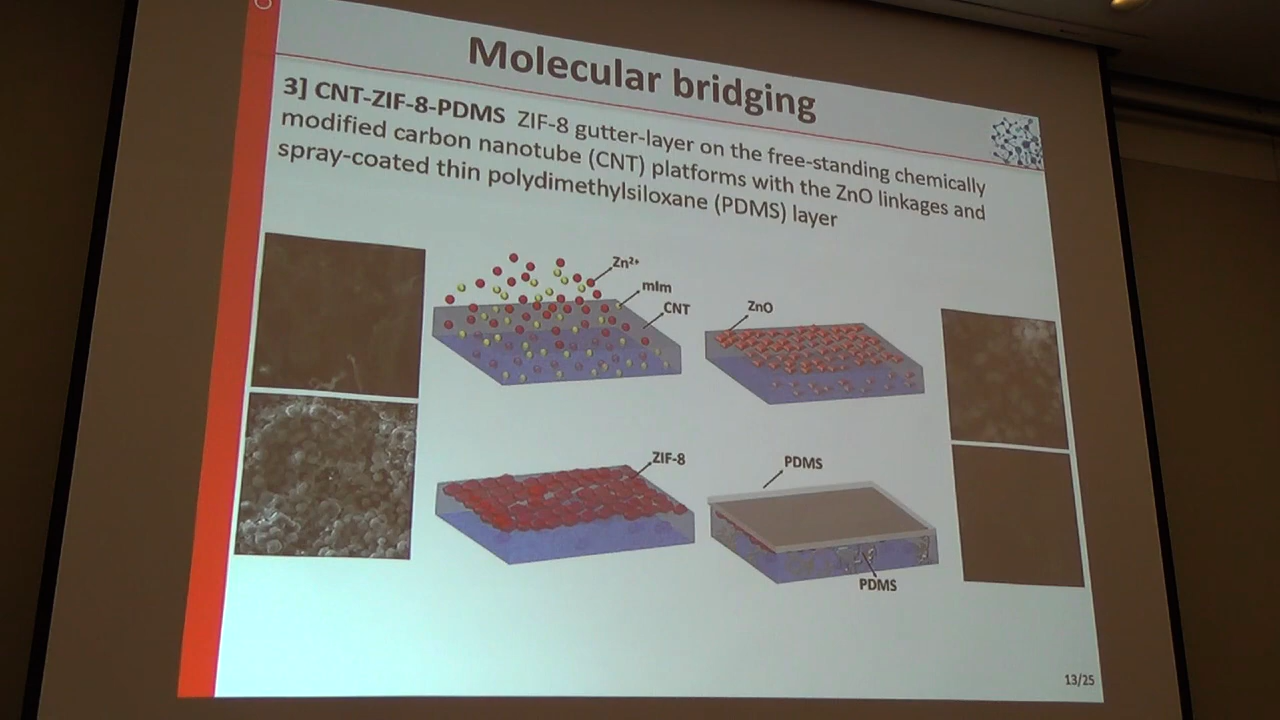 Molecular bridging
3] CNT-ZIF-8-PDMS ZIF-8 gutter-layer on the free-standing chemically
modified carbon nanotube (CNT) platforms with the ZnO linkages and
spray-coated thin polydimethylsiloxane (PDMS) layer
Zn²⁺
mIm
CNT
ZnO
ZIF-8
PDMS
PDMS
13/25